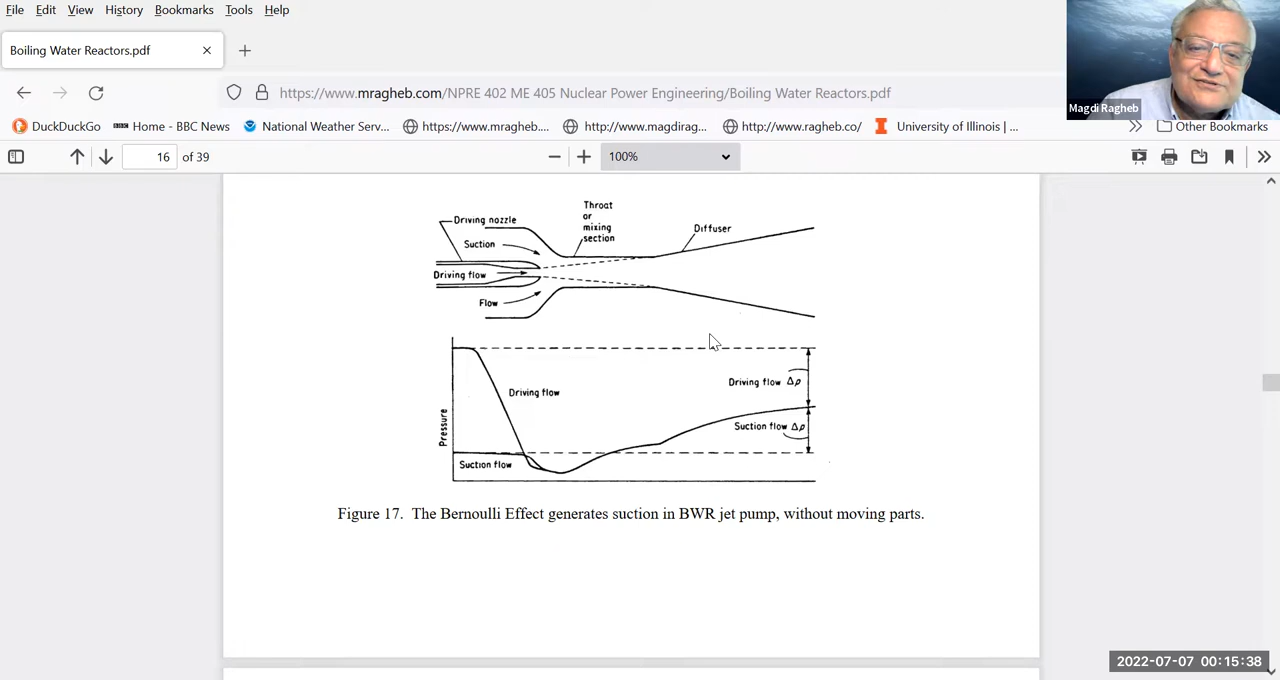 File Edit View History Bookmarks Tools Help
Boiling Water Reactors.pdf
https://www.mragheb.com/NPRE 402 ME 405 Nuclear Power Engineering/Boiling Water Reactors.pdf
Magdi Ragheb
DuckDuckGo Home - BBC News National Weather Serv... https://www.mragheb.... http://www.magdirag... http://www.ragheb.co/ University of Illinois |... Other Bookmarks
16 of 39 100%
Throat
or
mixing
section
Driving nozzle
Diffuser
Suction
Driving flow
Flow
Driving flow Δρ
Driving flow
Pressure
Suction flow Δρ
Suction flow
Figure 17. The Bernoulli Effect generates suction in BWR jet pump, without moving parts.
2022-07-07 00:15:38